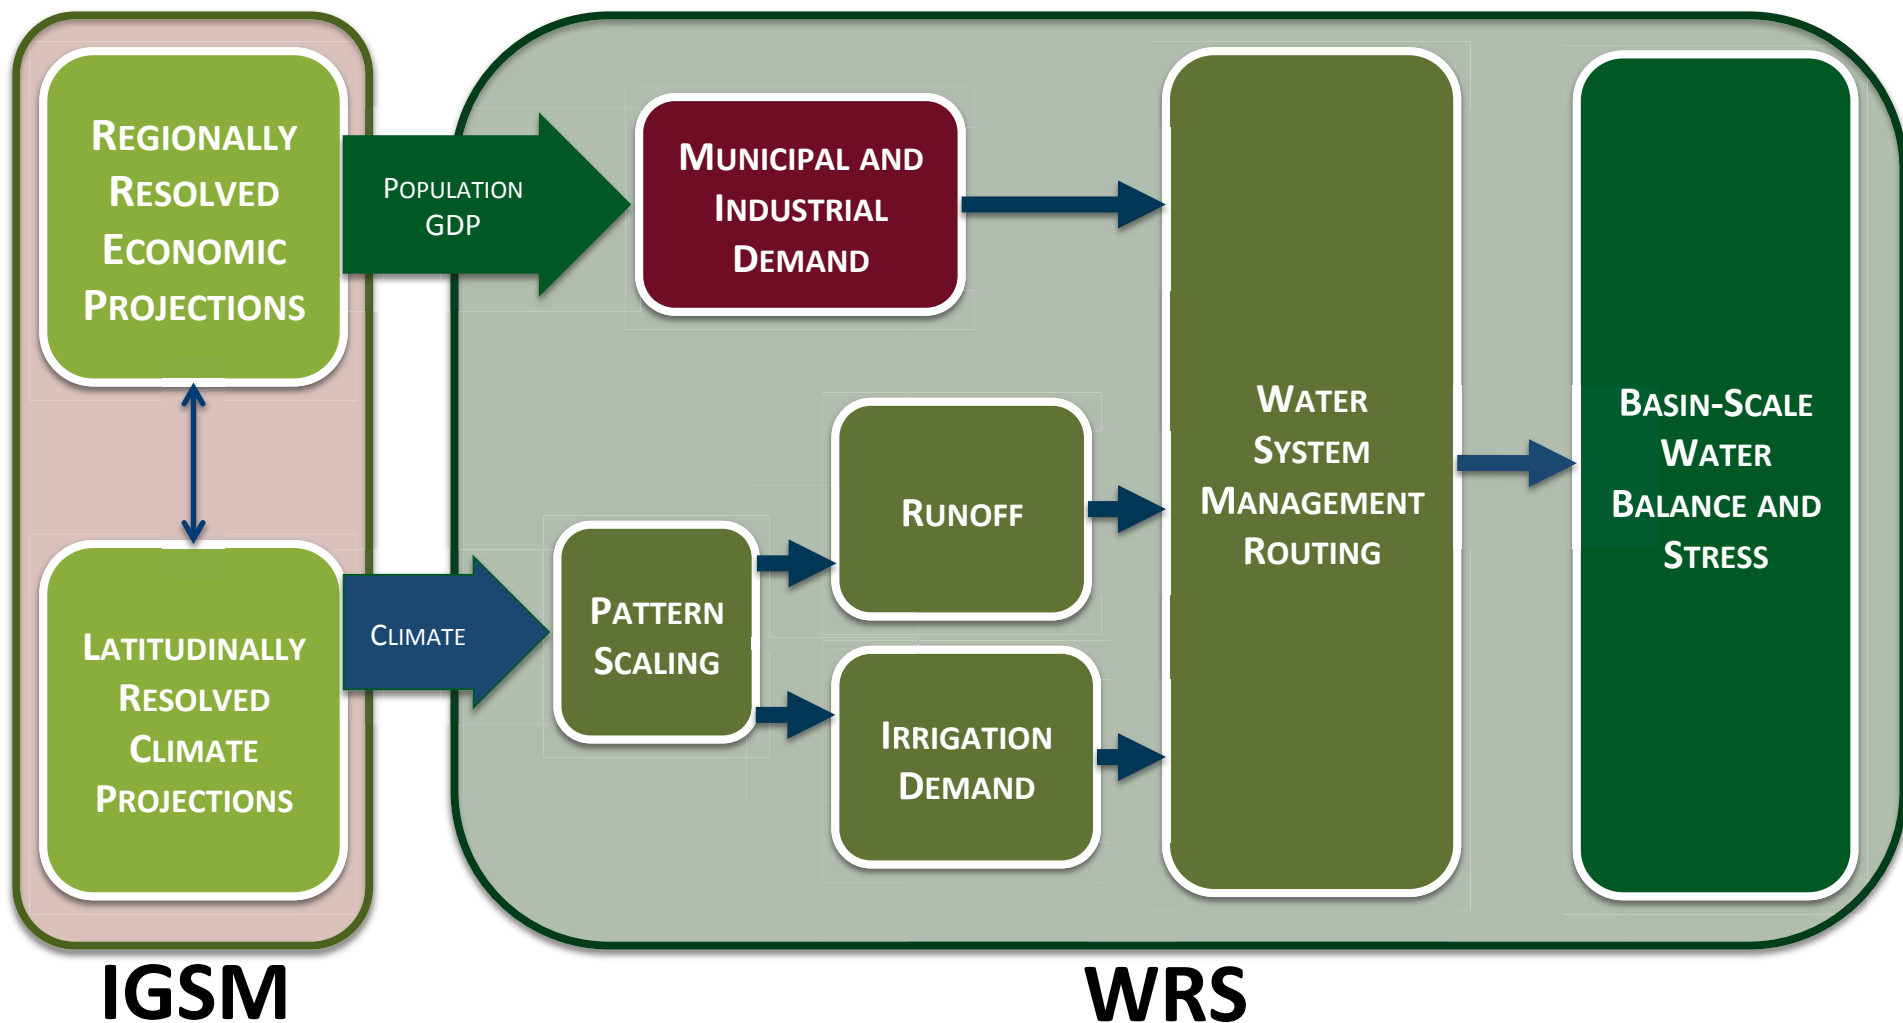 REGIONALLY
RESOLVED
ECONOMIC
PROJECTIONS
LATITUDINALLY
RESOLVED
CLIMATE
PROJECTIONS
IGSM
POPULATION
GDP
CLIMATE
MUNICIPAL AND
INDUSTRIAL
DEMAND
PATTERN
SCALING
RUNOFF
IRRIGATION
DEMAND
WATER
SYSTEM
MANAGEMENT
ROUTING
BASIN-SCALE
WATER
BALANCE AND
STRESS
WRS